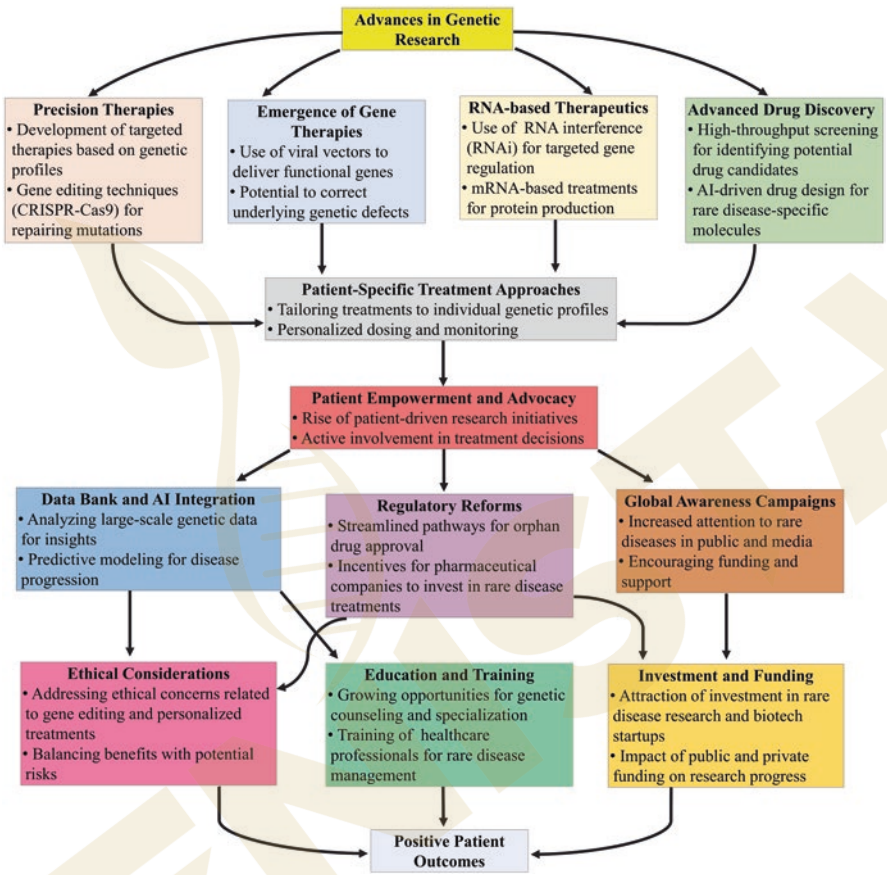 Advances in Genetic
Research
Precision Therapies
• Development of targeted
therapies based on genetic
profiles
• Gene editing techniques
(CRISPR-Cas9) for
repairing mutations
Emergence of Gene
Therapies
• Use of viral vectors to
deliver functional genes
• Potential to correct
underlying genetic defects
RNA-based Therapeutics
• Use of RNA interference
(RNAi) for targeted gene
regulation
• mRNA-based treatments
for protein production
Advanced Drug Discovery
• High-throughput screening
for identifying potential
drug candidates
• AI-driven drug design for
rare disease-specific
molecules
Patient-Specific Treatment Approaches
• Tailoring treatments to individual genetic profiles
• Personalized dosing and monitoring
Patient Empowerment and Advocacy
• Rise of patient-driven research initiatives
• Active involvement in treatment decisions
Data Bank and AI Integration
• Analyzing large-scale genetic data
for insights
• Predictive modeling for disease
progression
Regulatory Reforms
• Streamlined pathways for orphan
drug approval
• Incentives for pharmaceutical
companies to invest in rare disease
treatments
Global Awareness Campaigns
• Increased attention to rare
diseases in public and media
• Encouraging funding and
support
Ethical Considerations
• Addressing ethical concerns related
to gene editing and personalized
treatments
• Balancing benefits with potential
risks
Education and Training
• Growing opportunities for genetic
counseling and specialization
• Training of healthcare
professionals for rare disease
management
Investment and Funding
• Attraction of investment in rare
disease research and biotech
startups
• Impact of public and private
funding on research progress
Positive Patient
Outcomes